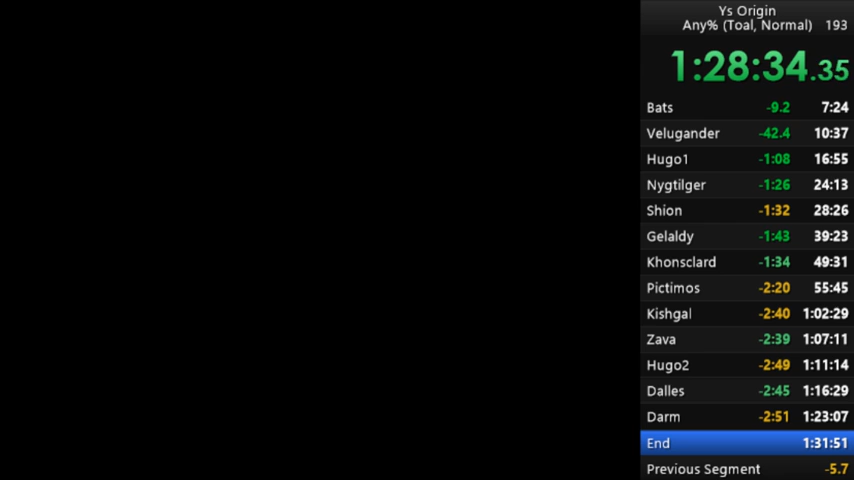 Ys Origin
Any% (Toal, Normal) 193
1:28:34.35
Bats -9.2 7:24
Velugander -42.4 10:37
Hugo1 -1:08 16:55
Nygtilger -1:26 24:13
Shion -1:32 28:26
Gelaldy -1:43 39:23
Khonsclard -1:34 49:31
Pictimos -2:20 55:45
Kishgal -2:40 1:02:29
Zava -2:39 1:07:11
Hugo2 -2:49 1:11:14
Dalles -2:45 1:16:29
Darm -2:51 1:23:07
End 1:31:51
Previous Segment -5.7